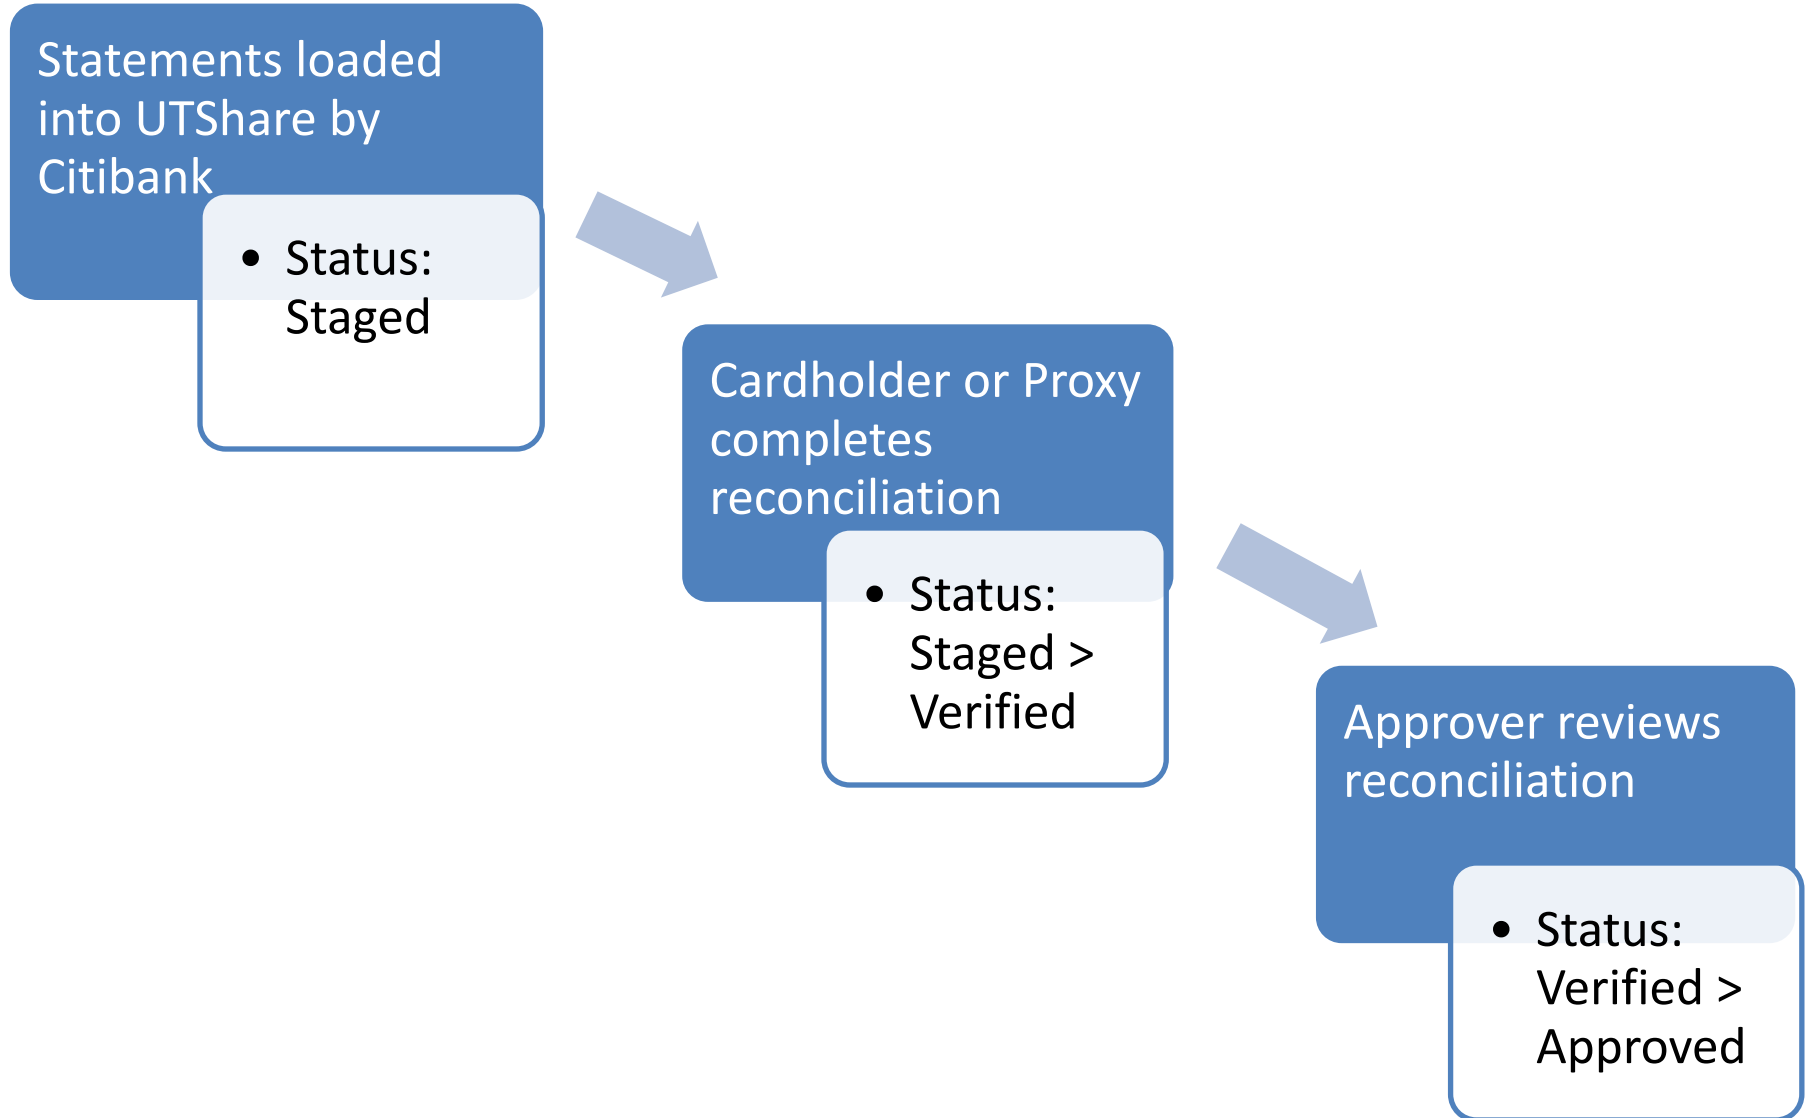 Statements loaded
into UTShare by
Citibank
• Status:
Staged
Cardholder or Proxy
completes
reconciliation
• Status:
Staged >
Verified
Approver reviews
reconciliation
• Status:
Verified >
Approved